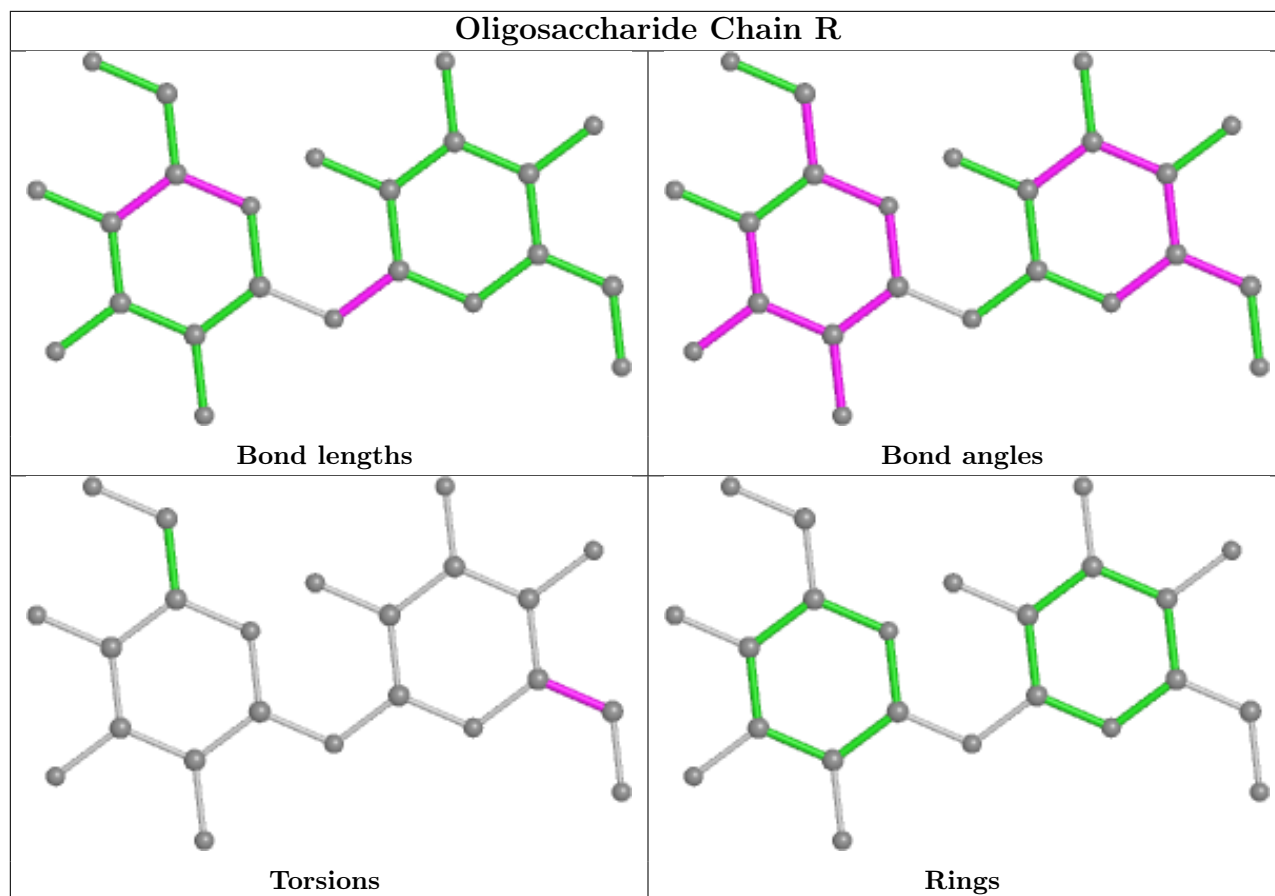 Oligosaccharide Chain R
Bond lengths
Bond angles
Torsions
Rings